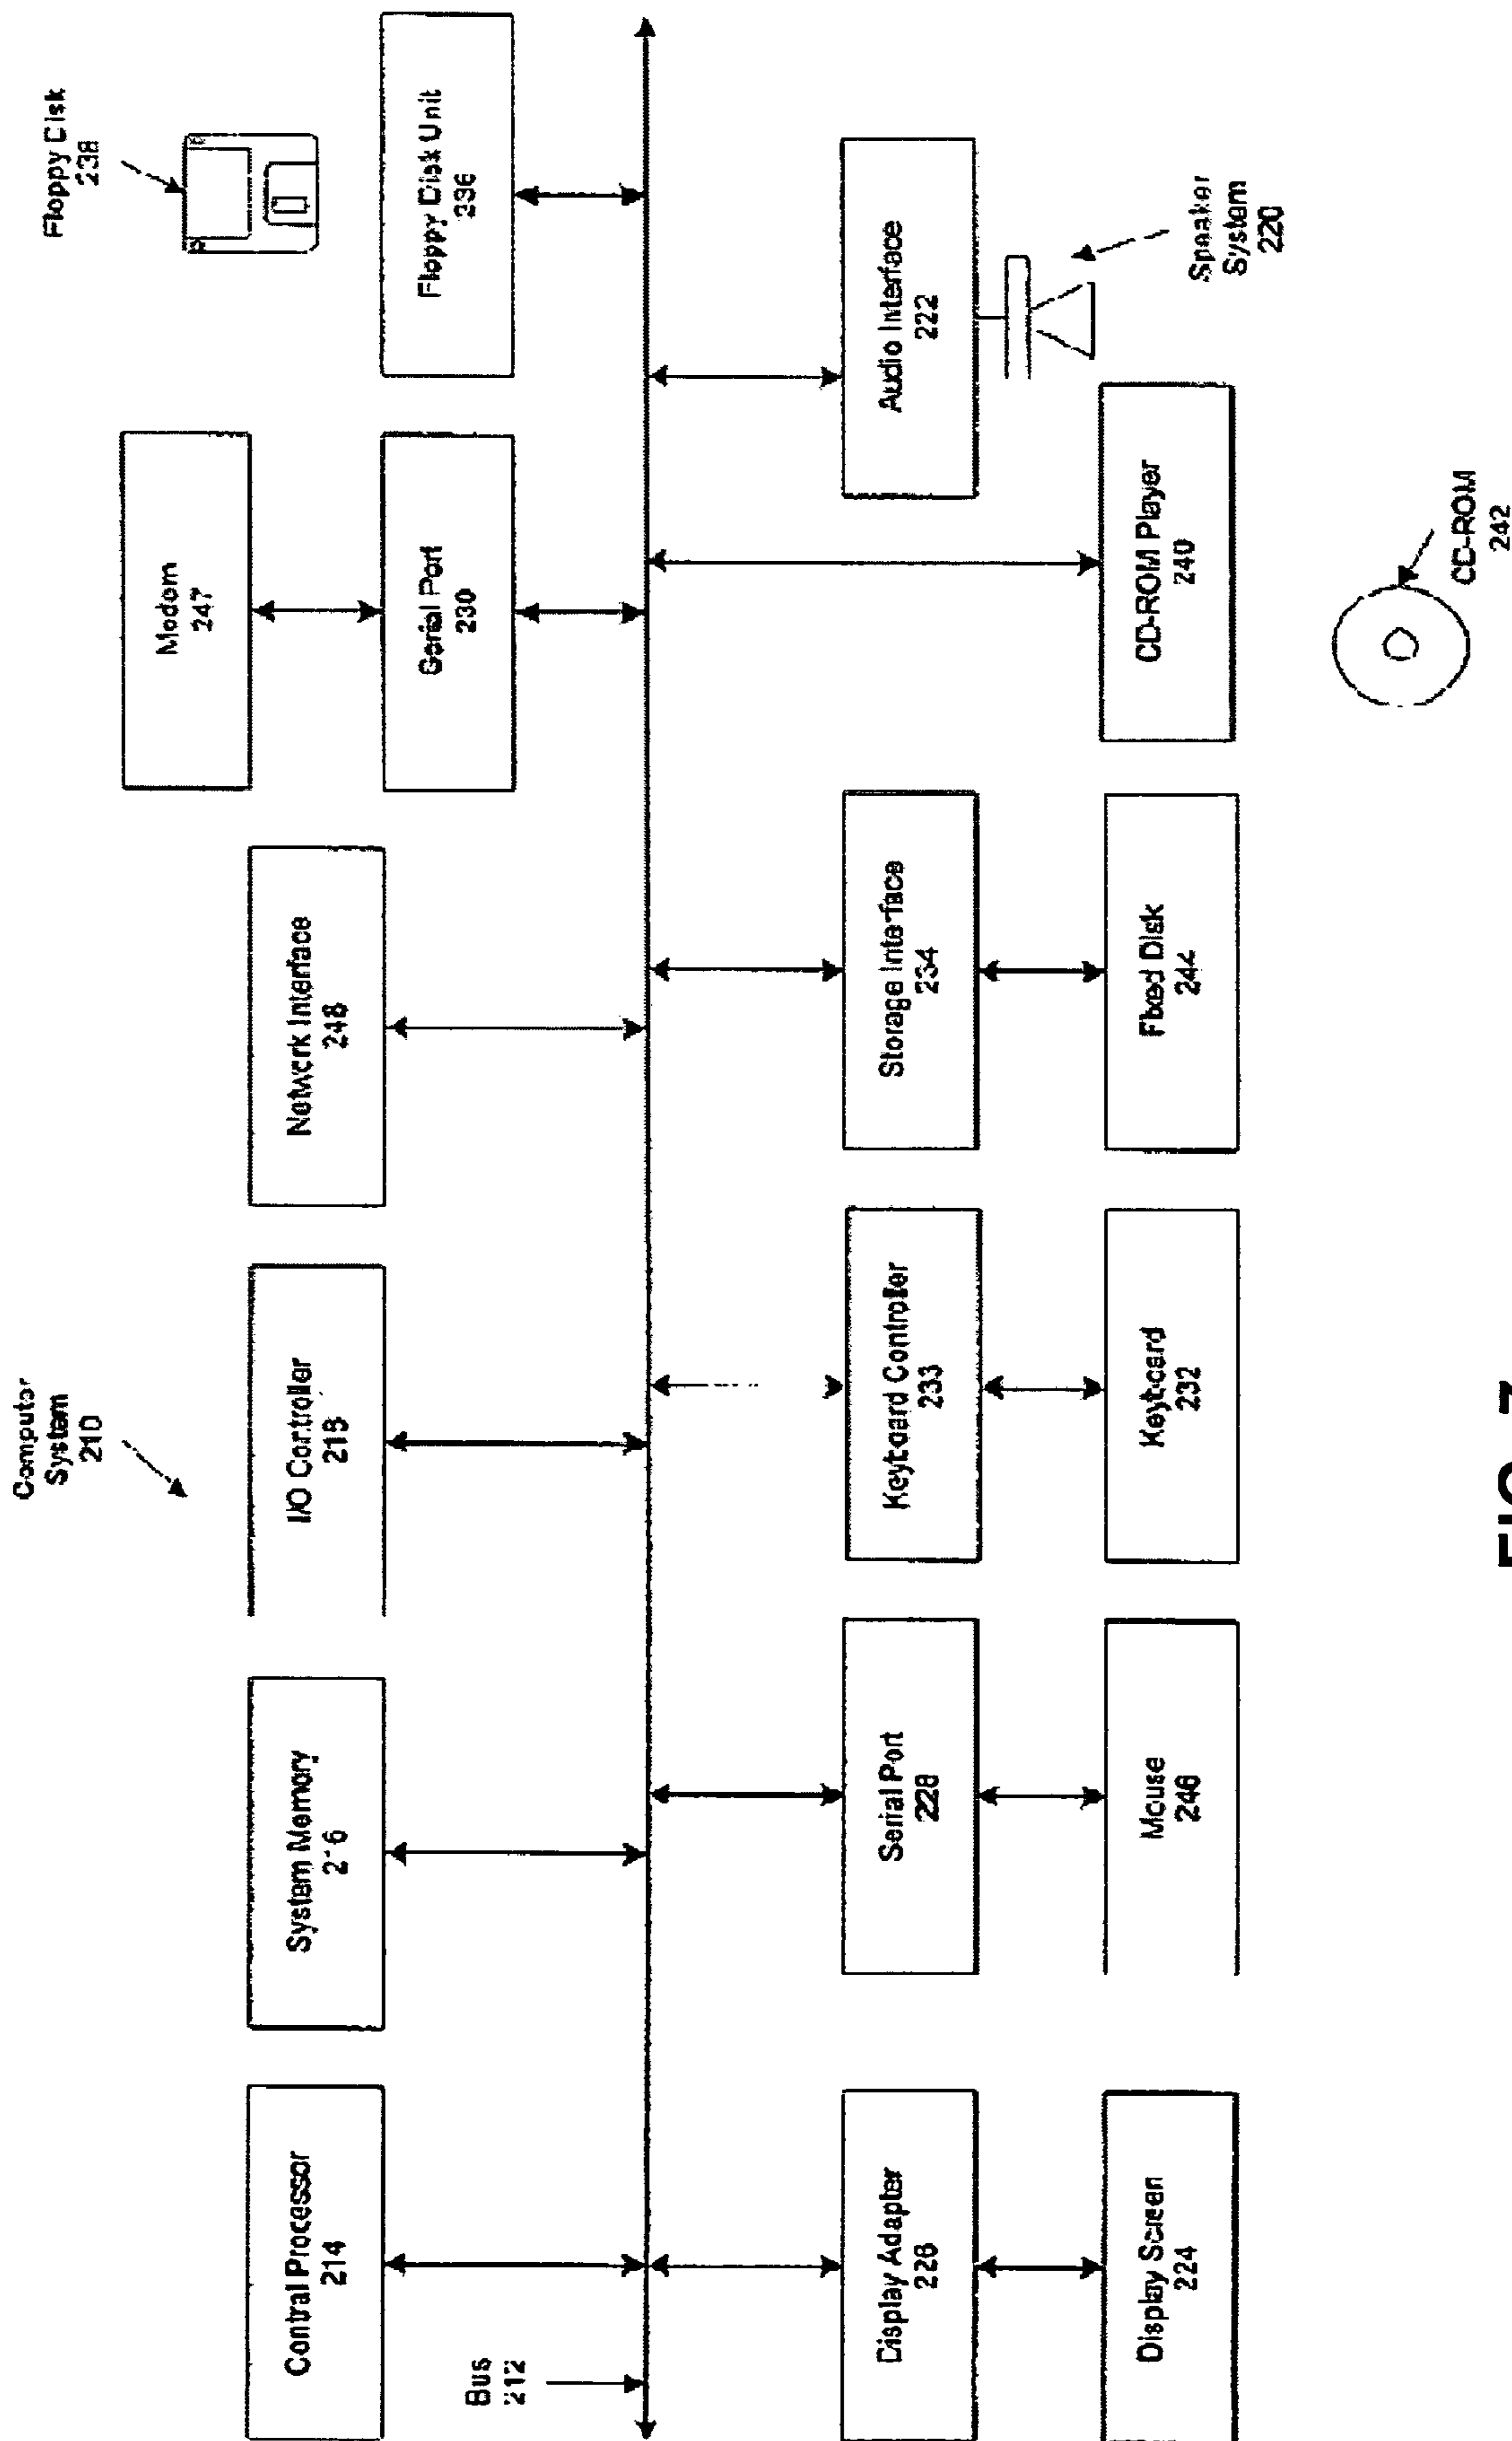 Computer
System
210
Floppy Disk
238
Modem
247
Central Processor
214
System Memory
216
I/O Controller
218
Network Interface
248
Serial Port
230
Floppy Disk Unit
236
Bus
212
Display Adapter
226
Serial Port
228
Keyboard Controller
233
Storage Interface
234
Audio Interface
222
Display Screen
224
Mouse
246
Keyboard
232
Fixed Disk
244
CD-ROM Player
240
Speaker
System
220
CD-ROM
242
FIG. 7